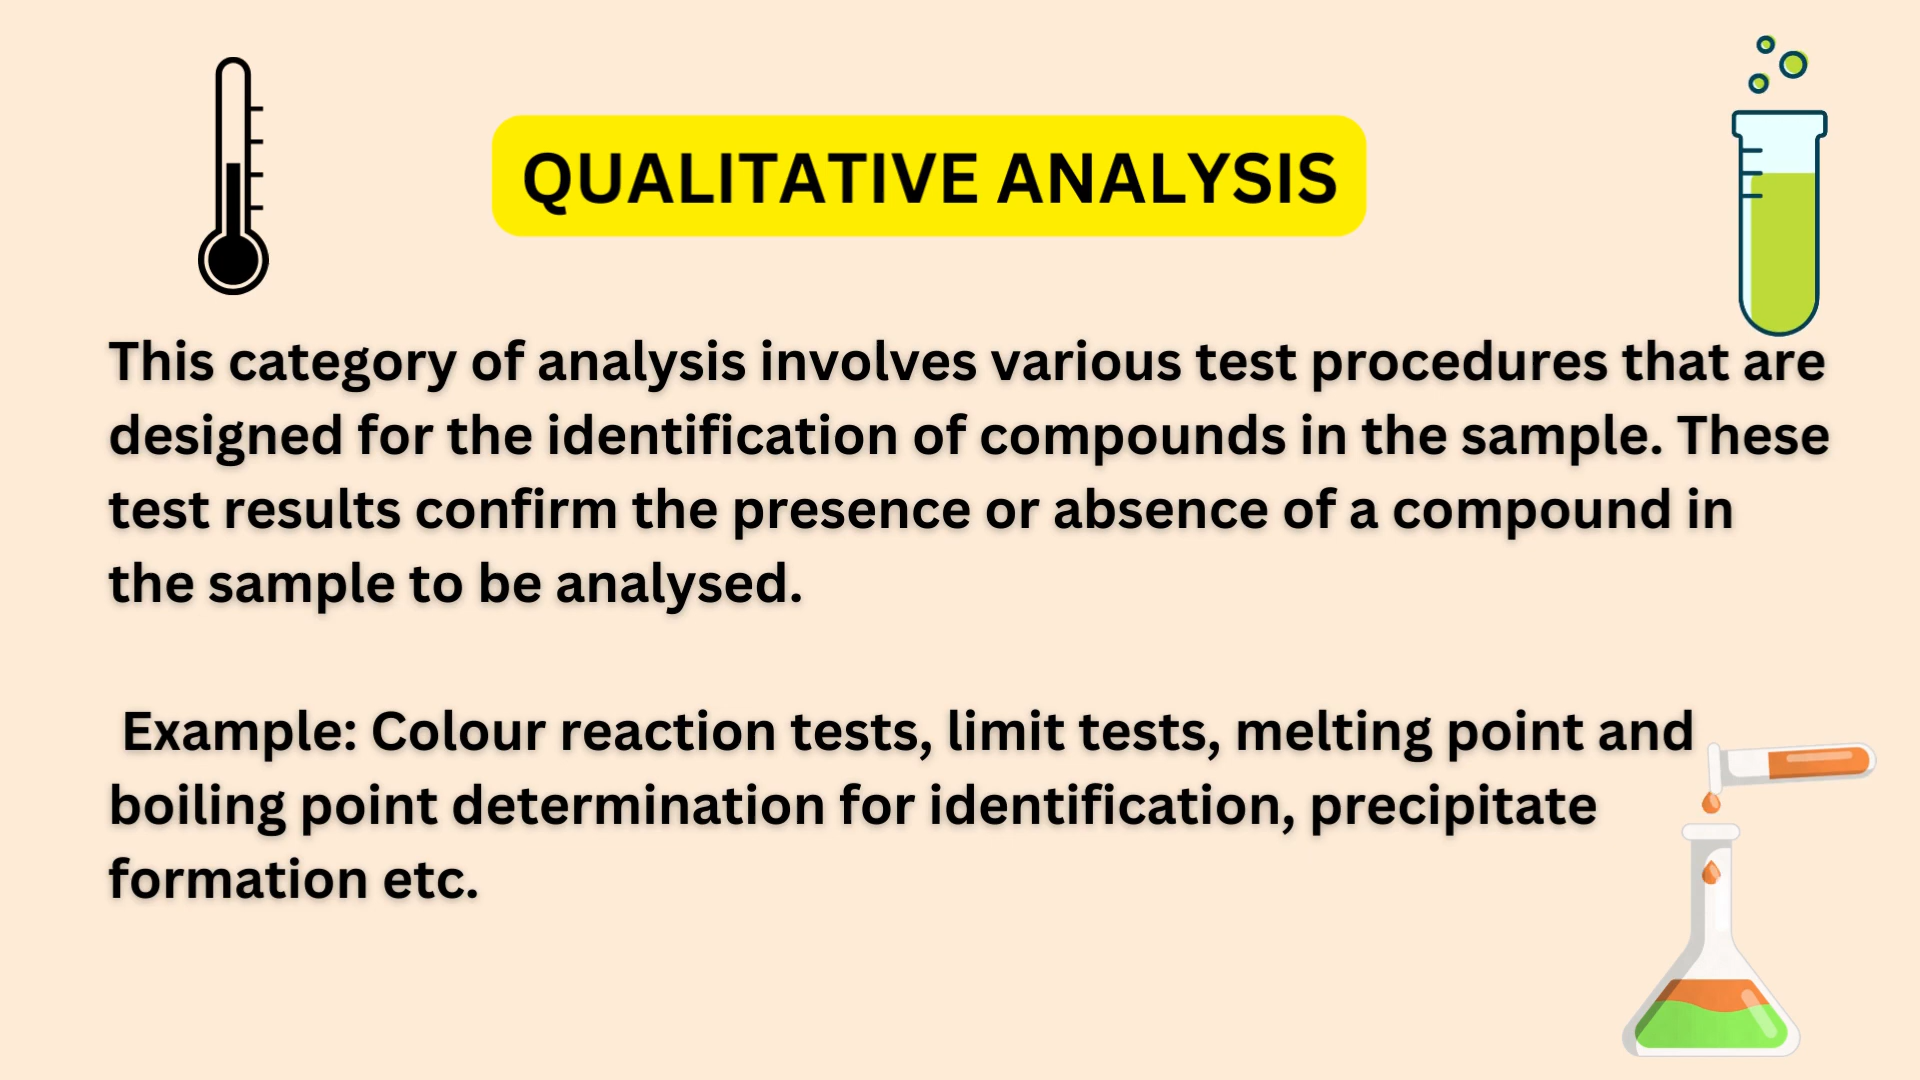 QUALITATIVE ANALYSIS
This category of analysis involves various test procedures that are
designed for the identification of compounds in the sample. These
test results confirm the presence or absence of a compound in
the sample to be analysed.
Example: Colour reaction tests, limit tests, melting point and
boiling point determination for identification, precipitate
formation etc.